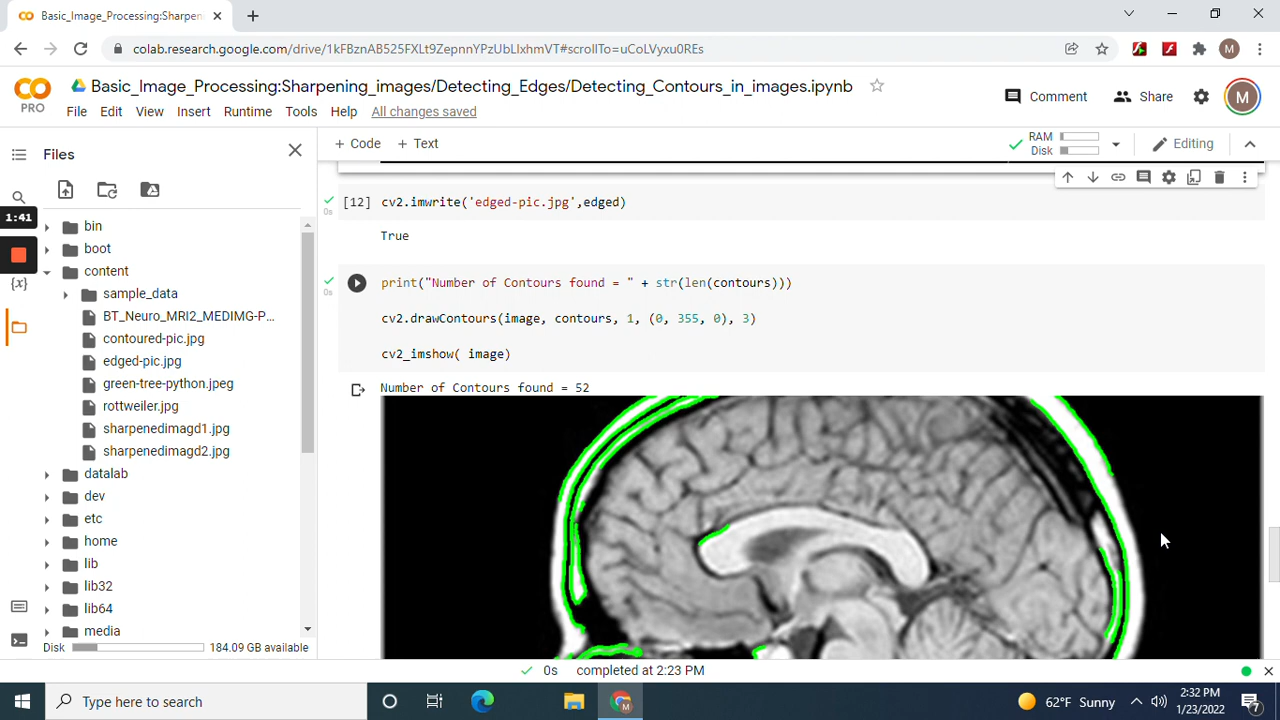 Basic_Image_Processing:Sharpen
colab.research.google.com/drive/1kFBznAB525FXLt9ZepnnYPzUbLIxhmVT#scrollTo=uCoLVyxu0REs
M
PRO
Basic_Image_Processing:Sharpening_images/Detecting_Edges/Detecting_Contours_in_images.ipynb
File Edit View Insert Runtime Tools Help All changes saved
Comment Share M
Files
+ Code + Text
RAM
Disk
Editing
1:41
{x}
bin
boot
content
sample_data
BT_Neuro_MRI2_MEDIMG-P...
contoured-pic.jpg
edged-pic.jpg
green-tree-python.jpeg
rottweiler.jpg
sharpenedimagd1.jpg
sharpenedimagd2.jpg
datalab
dev
etc
home
lib
lib32
lib64
media
Disk 184.09 GB available
0s
[12] cv2.imwrite('edged-pic.jpg',edged)
True
0s
print("Number of Contours found = " + str(len(contours)))
cv2.drawContours(image, contours, 1, (0, 355, 0), 3)
cv2_imshow( image)
Number of Contours found = 52
0s completed at 2:23 PM
Type here to search
M
62°F Sunny
2:32 PM
1/23/2022
7